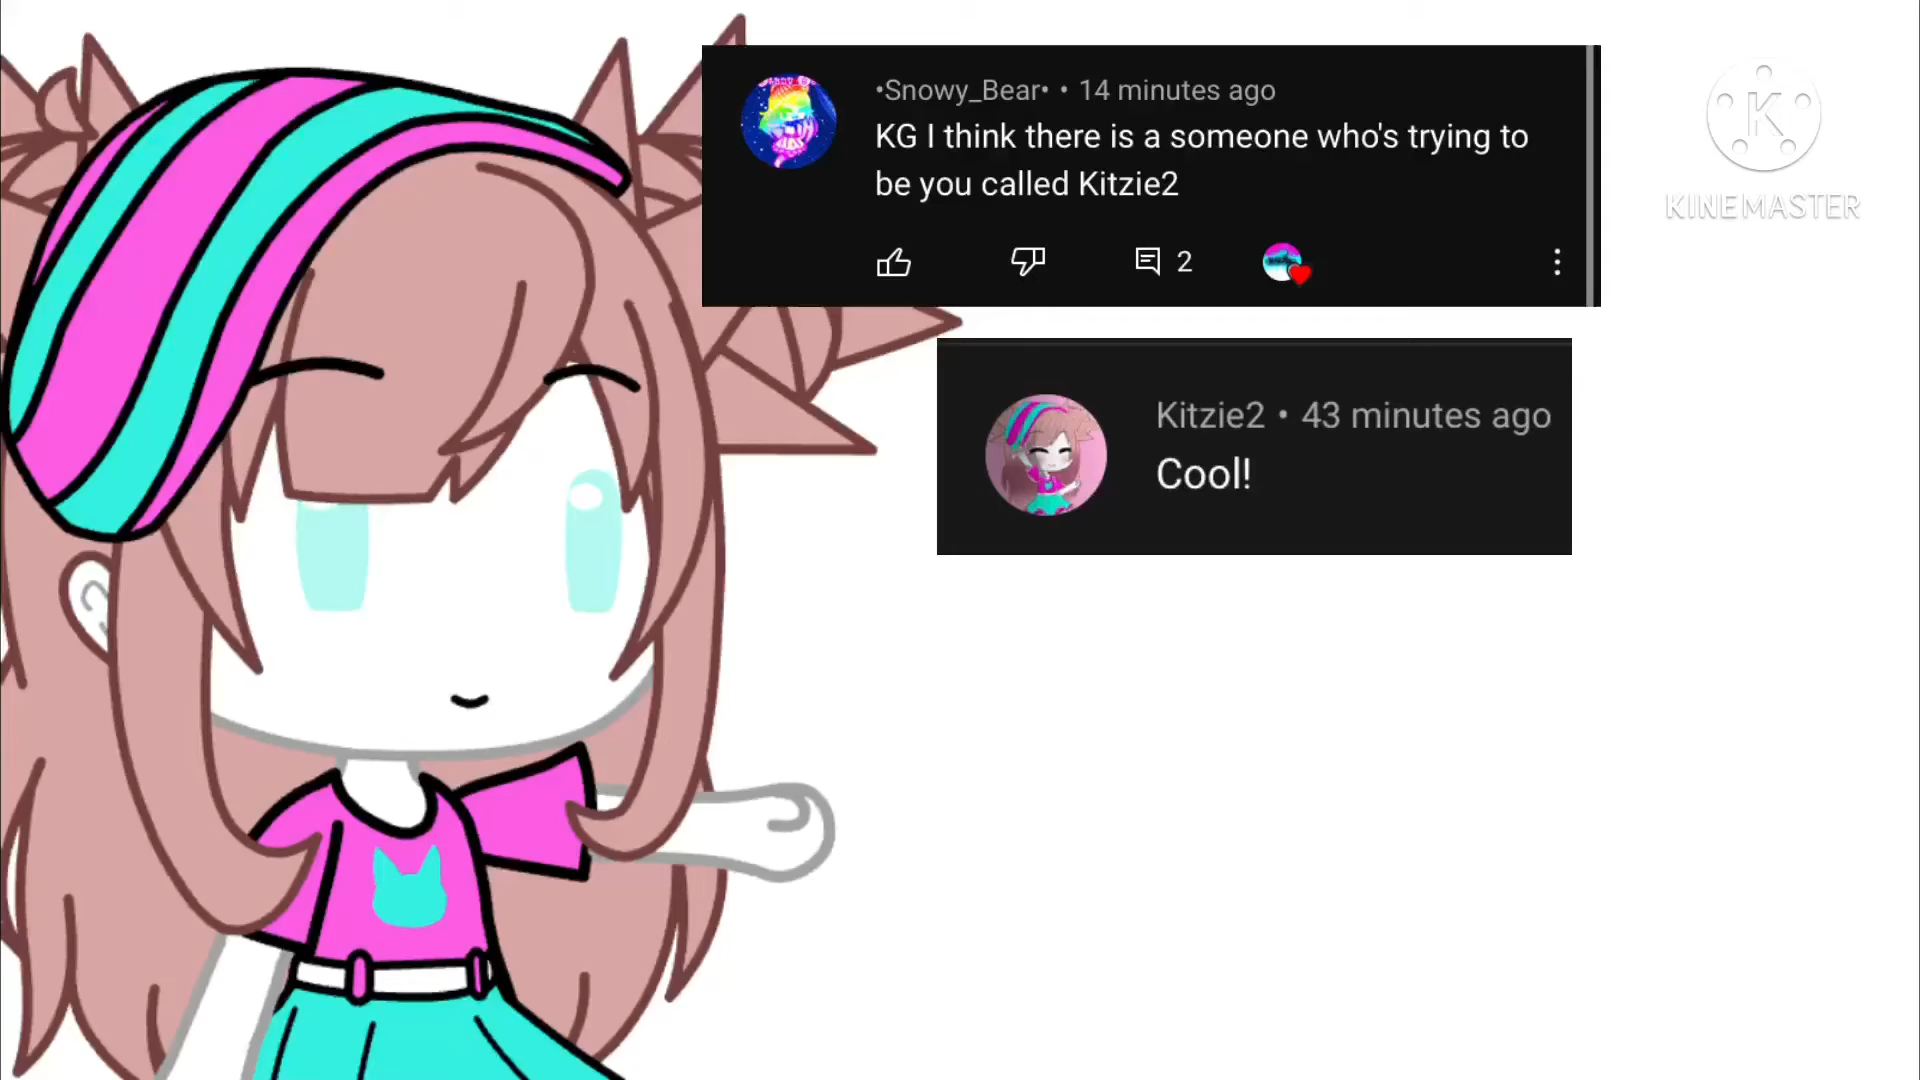 •Snowy_Bear• • 14 minutes ago
KG I think there is a someone who's trying to
be you called Kitzie2
2
K
KINEMASTER
Kitzie2 • 43 minutes ago
Cool!